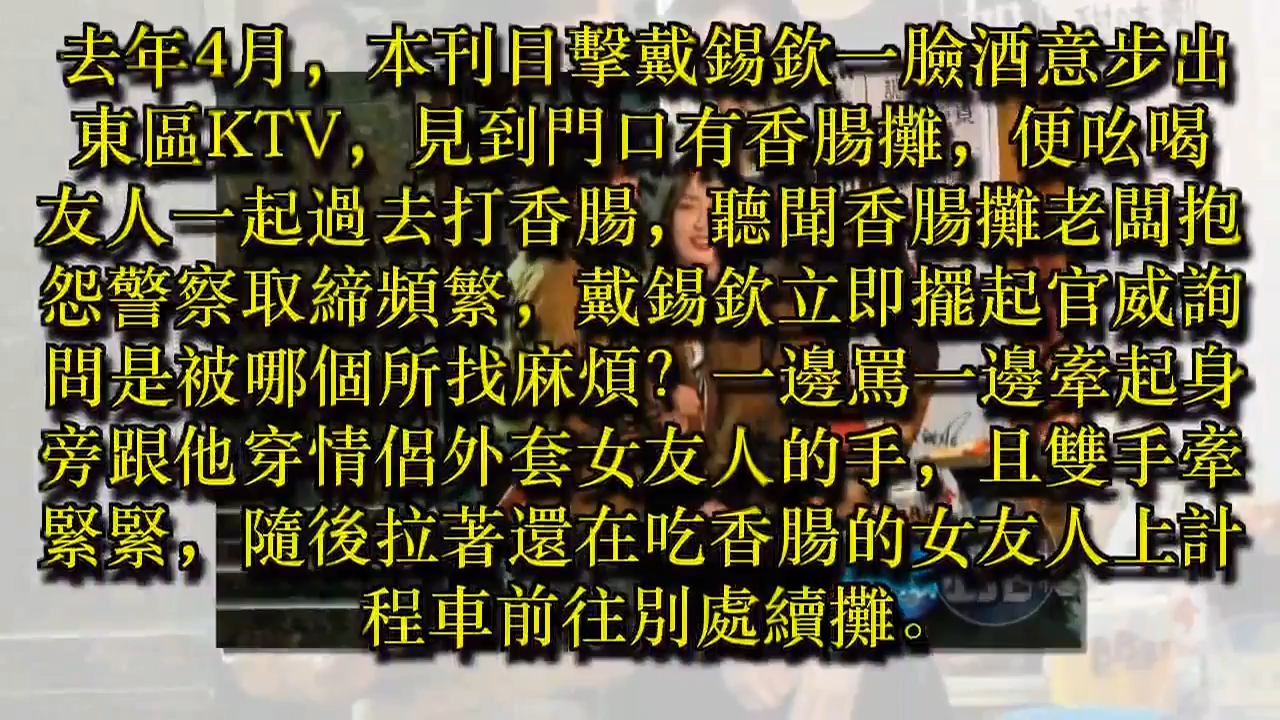 去年4月，本刊目擊戴錫欽一臉酒意步出
東區KTV，見到門口有香腸攤，便吆喝
友人一起過去打香腸，聽聞香腸攤老闆抱
怨警察取締頻繁，戴錫欽立即擺起官威詢
問是被哪個所找麻煩？一邊罵一邊牽起身
旁跟他穿情侶外套女友人的手，且雙手牽
緊緊，隨後拉著還在吃香腸的女友人上計
程車前往別處續攤。